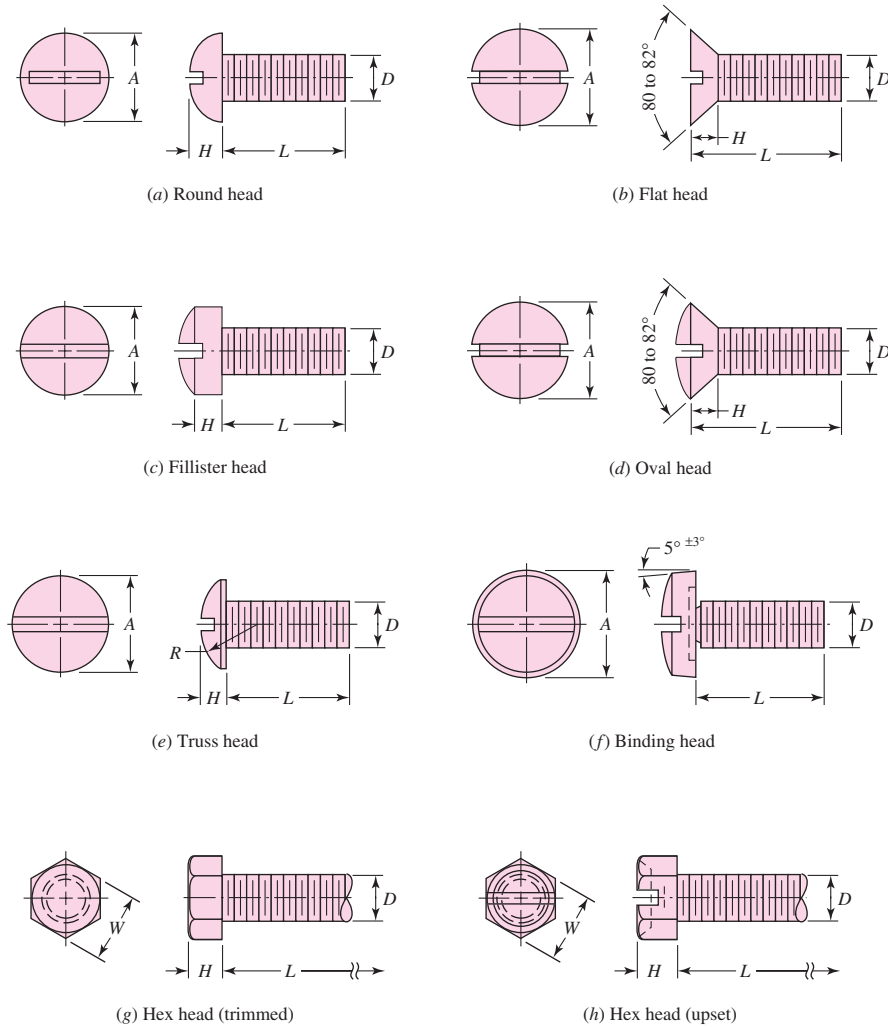 A
D
H
L
(a) Round head
A
80 to 82°
D
H
L
(b) Flat head
A
D
H
L
(c) Fillister head
A
80 to 82°
D
H
L
(d) Oval head
A
R
D
H
L
(e) Truss head
5° ±3°
A
D
L
(f) Binding head
W
D
H
L
(g) Hex head (trimmed)
W
D
H
L
(h) Hex head (upset)